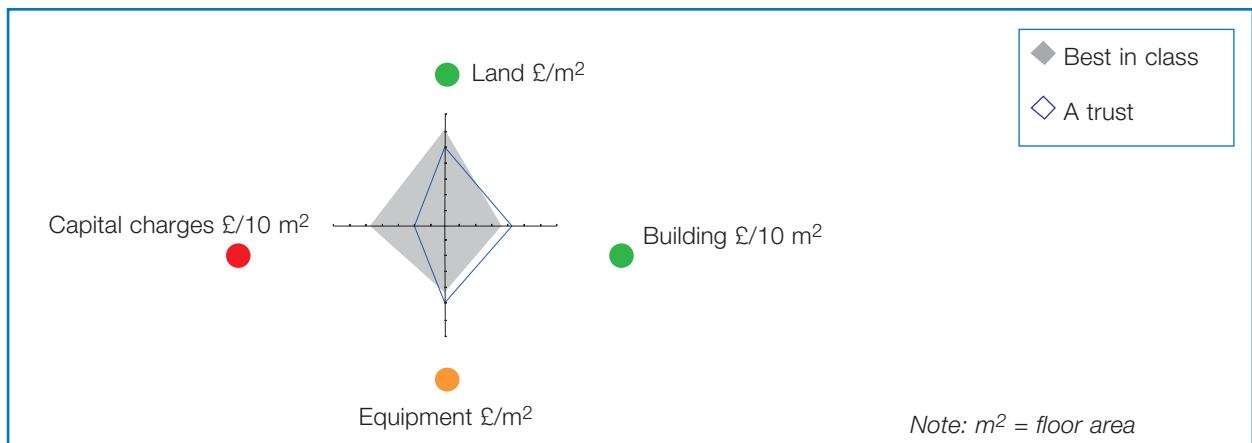 Land £/m²
Best in class
A trust
Capital charges £/10 m²
Building £/10 m²
Equipment £/m²
Note: m² = floor area